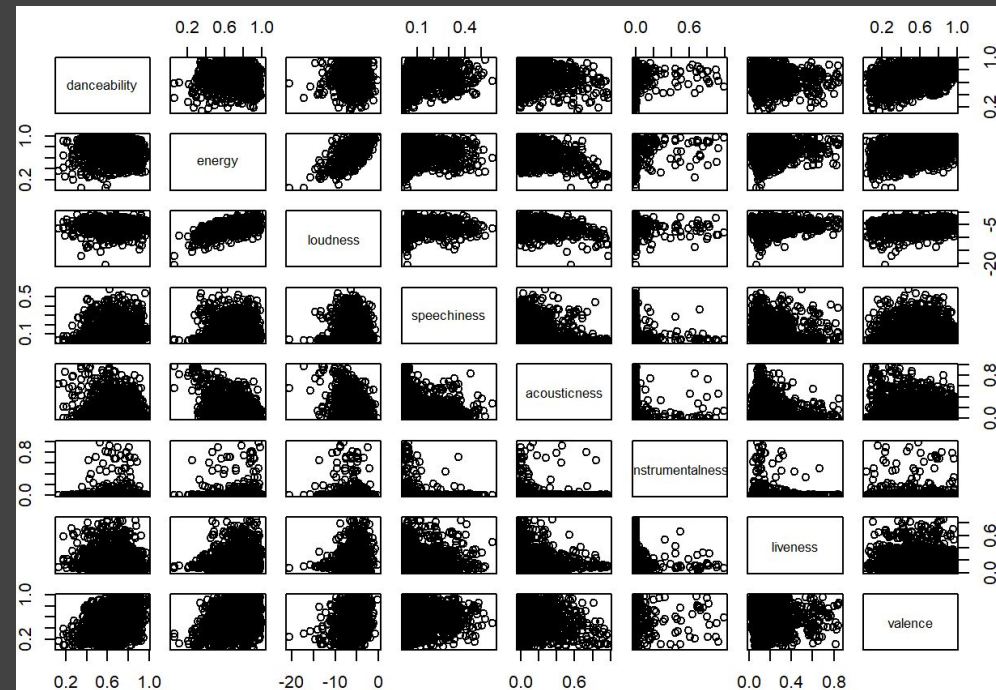 0.2 0.6 1.0 0.1 0.4 0.0 0.6 0.2 0.6 1.0
danceability 0.2 1.0
0.2 1.0 energy
loudness -20 -5
0.1 0.5 speechiness
acousticness 0.0 0.8
0.0 0.8 nstrumentalness
liveness 0.0 0.6
0.2 1.0 valence
0.2 0.6 1.0 -20 -10 0 0.0 0.6 0.0 0.4 0.8